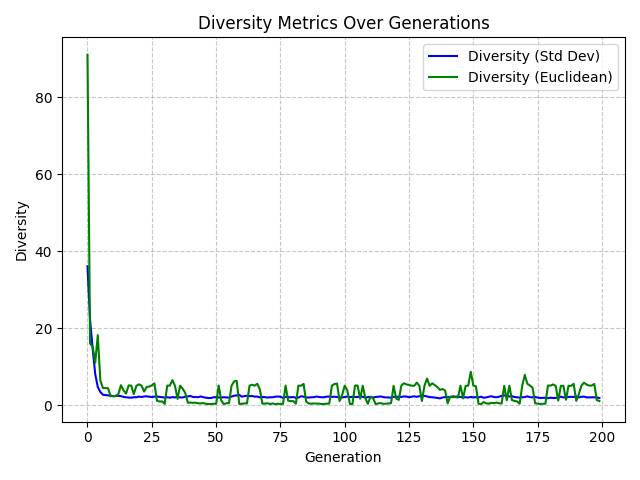 Diversity Metrics Over Generations
Diversity (Std Dev)
Diversity (Euclidean)
80
60
40
20
0
Diversity
0 25 50 75 100 125 150 175 200
Generation